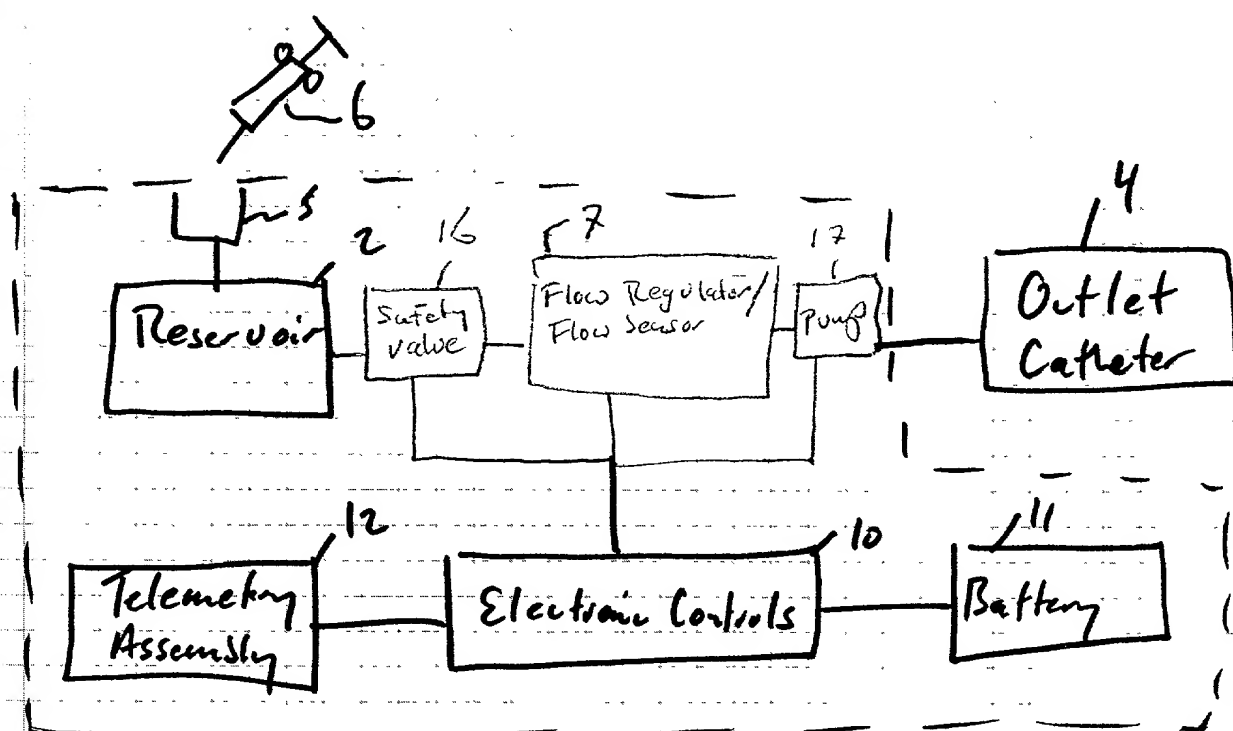 6
5
4
2
16
7
17
Reservoir
Safety
valve
Flow Regulator/
Flow Sensor
Pump
Outlet
Catheter
12
10
11
Telemetry
Assembly
Electronic Controls
Battery